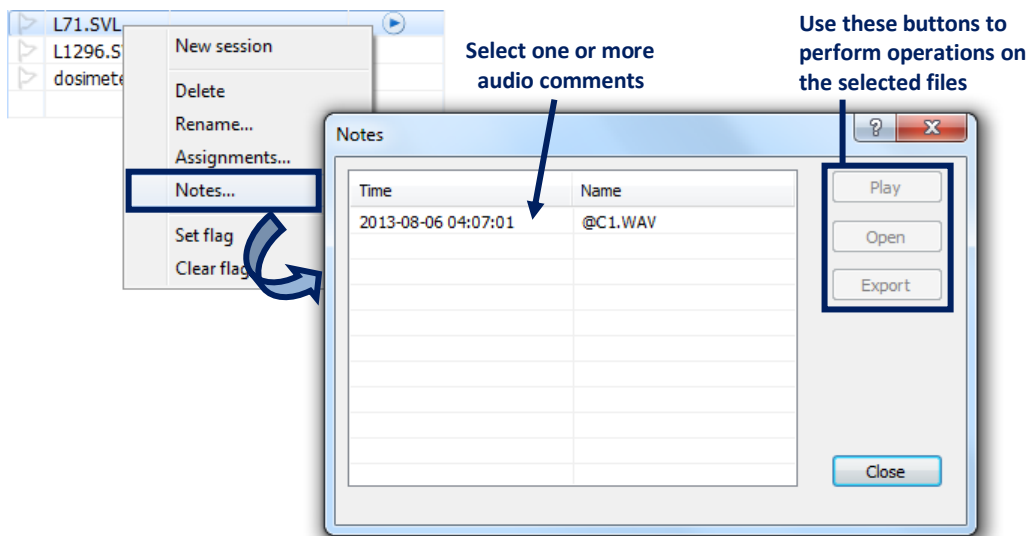 L71.SVL
L1296.S
dosimete
New session
Delete
Rename...
Assignments...
Notes...
Set flag
Clear flag
Select one or more
audio comments
Use these buttons to
perform operations on
the selected files
Notes
?
Time Name
2013-08-06 04:07:01 @C1.WAV
Play
Open
Export
Close